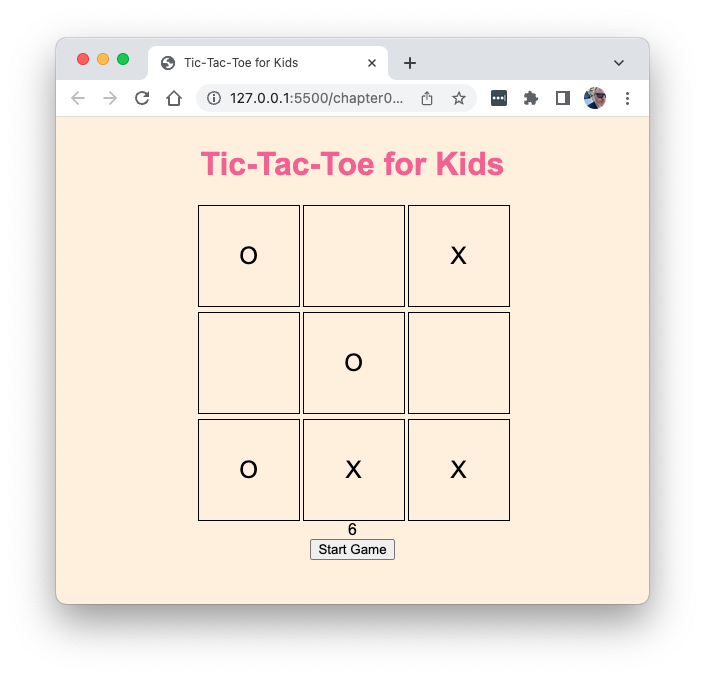 Tic-Tac-Toe for Kids
127.0.0.1:5500/chapter0...
Tic-Tac-Toe for Kids
O X
O
O X X
6
Start Game